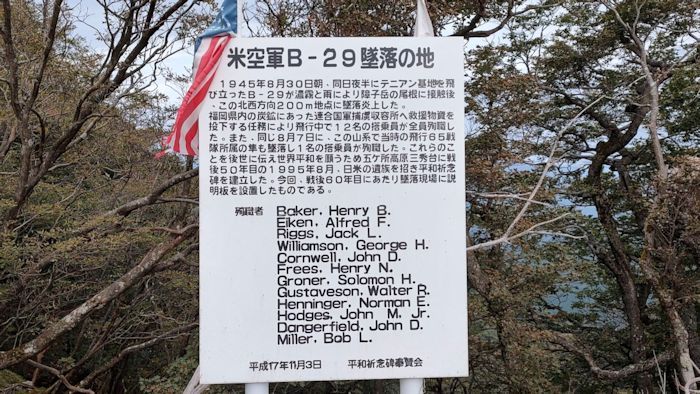 米空軍B-29墜落の地
1945年8月30日朝、同日夜半にテニアン基地を飛
び立ったB-29が濃霧と雨により障子岳の尾根に接触後
、この北西方向200m地点に墜落炎上した。
福岡県内の炭鉱にあった連合国軍捕虜収容所へ救援物資を
投下する任務により飛行中で12名の搭乗員が全員殉職し
た。また、同じ8月7日に、この山系で当時の飛行65戦
隊所属の隼も墜落し1名の搭乗員が殉職した。これらのこ
とを後世に伝え世界平和を願うため五ケ所高原三秀台に戦
後50年目の1995年8月、日米の遺族を招き平和祈念
碑を建立した。今回、戦後60年目にあたり墜落現場に説
明板を設置したものである。
殉職者 Baker, Henry B.
Eiken, Alfred F.
Riggs, Jack L.
Williamson, George H.
Cornwell, John D.
Frees, Henry N.
Groner, Solomon H.
Gustaveson, Walter R.
Henninger, Norman E.
Hodges, John M. Jr.
Dangerfield, John D.
Miller, Bob L.
平成17年11月3日 平和祈念碑奉賛会